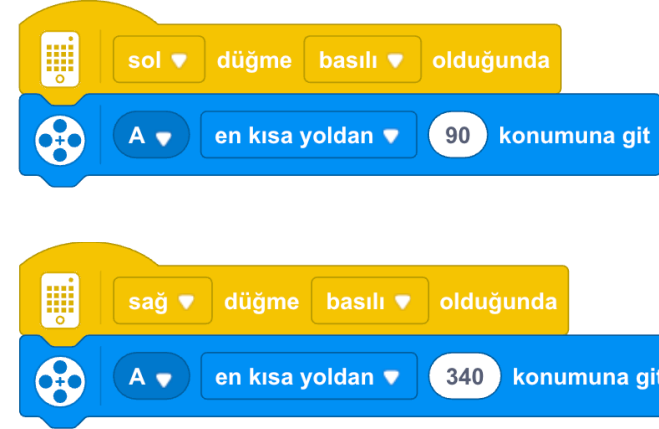 sol düğme basılı olduğunda
A en kısa yoldan 90 konumuna git
sağ düğme basılı olduğunda
A en kısa yoldan 340 konumuna git